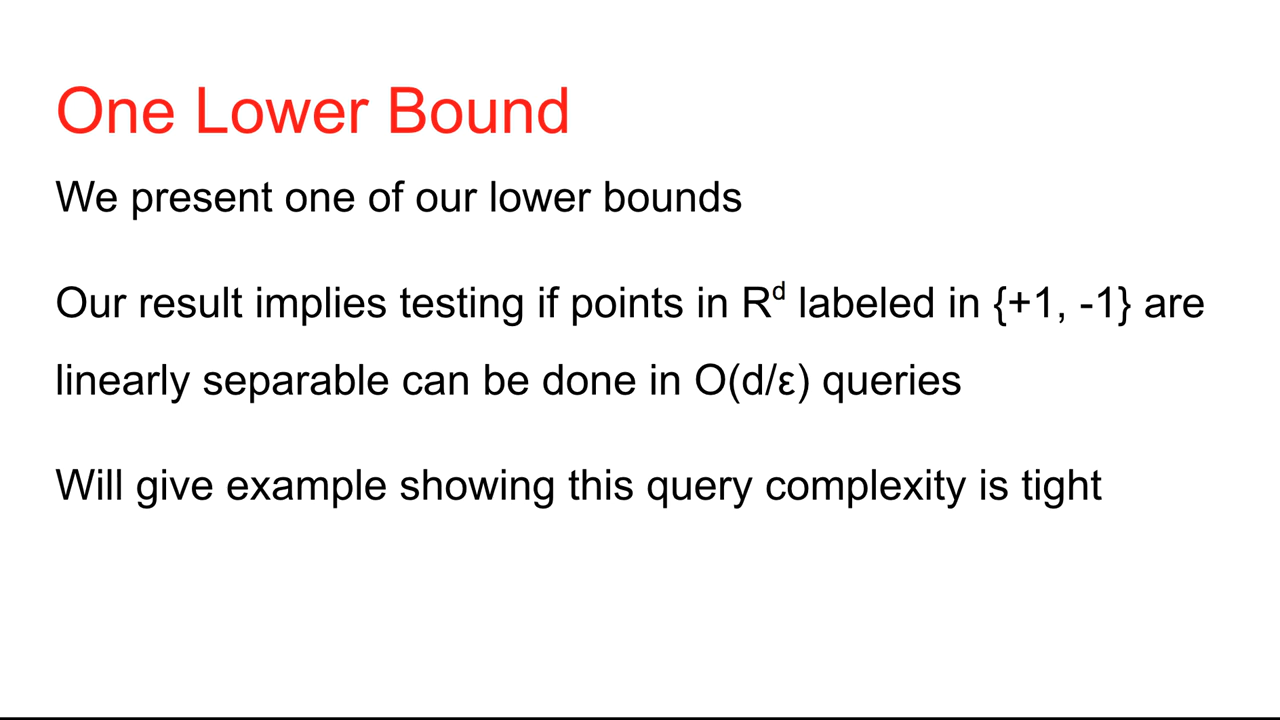 One Lower Bound
We present one of our lower bounds
Our result implies testing if points in Rᵈ labeled in {+1, -1} are
linearly separable can be done in O(d/ε) queries
Will give example showing this query complexity is tight